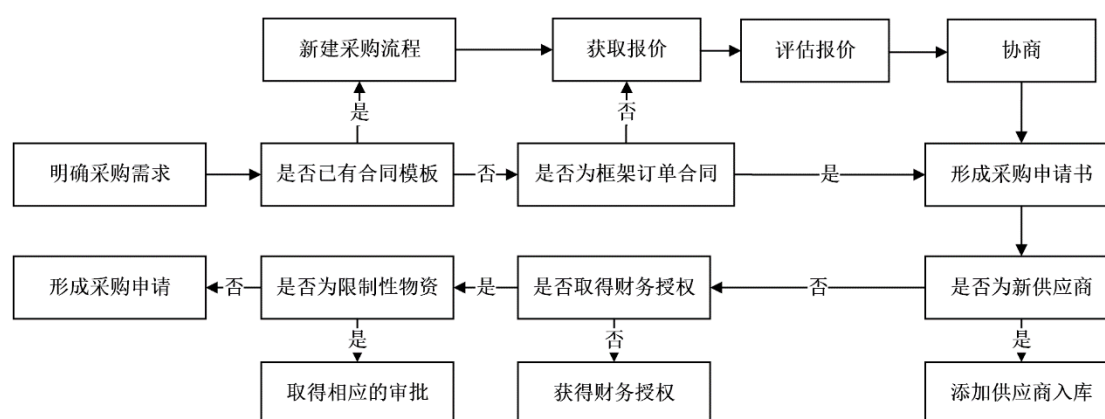 新建采购流程
获取报价
评估报价
协商
是
否
明确采购需求
是否已有合同模板
否
是否为框架订单合同
是
形成采购申请书
形成采购申请
否
是否为限制性物资
是
是否取得财务授权
否
是否为新供应商
是
否
是
取得相应的审批
获得财务授权
添加供应商入库